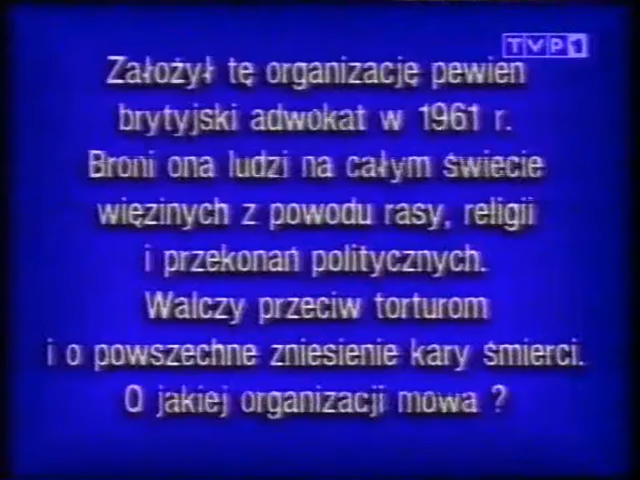 TVP1
Założył tę organizację pewien
brytyjski adwokat w 1961 r.
Broni ona ludzi na całym świecie
więzinych z powodu rasy, religii
i przekonań politycznych.
Walczy przeciw torturom
i o powszechne zniesienie kary śmierci.
O jakiej organizacji mowa ?